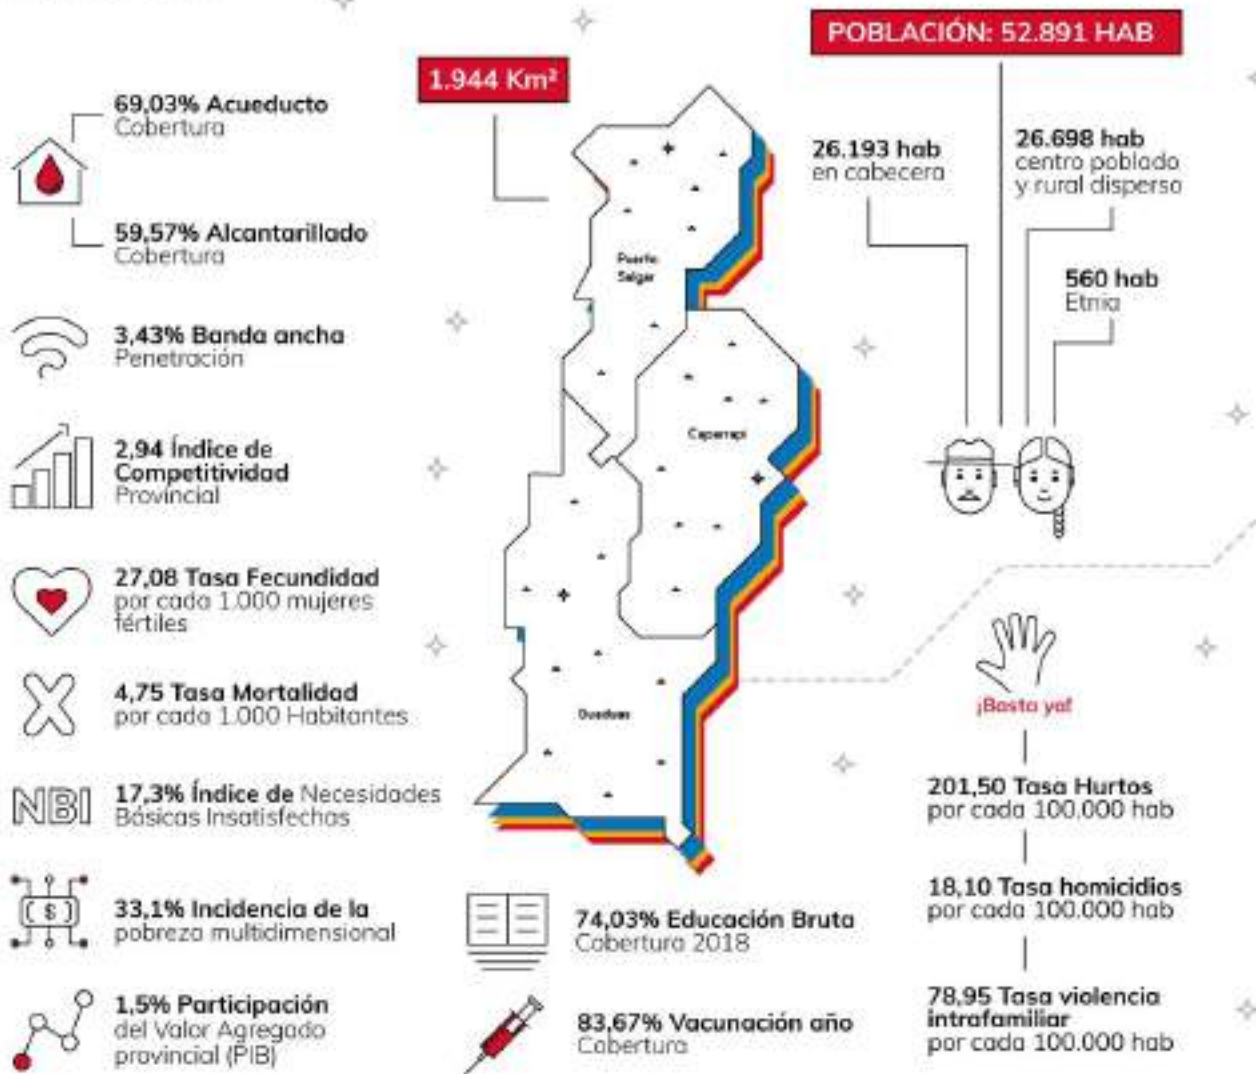 POBLACIÓN: 52.891 HAB
1.944 Km²
69,03% Acueducto
Cobertura
59,57% Alcantarillado
Cobertura
3,43% Banda ancha
Penetración
2,94 Índice de
Competitividad
Provincial
27,08 Tasa Fecundidad
por cada 1.000 mujeres
fértiles
4,75 Tasa Mortalidad
por cada 1.000 Habitantes
NBI
17,3% Índice de Necesidades
Básicas Insatisfechas
33,1% Incidencia de la
pobreza multidimensional
1,5% Participación
del Valor Agregado
provincial (PIB)
Puerto
Salgar
Caparrapí
Guaduas
74,03% Educación Bruta
Cobertura 2018
83,67% Vacunación año
Cobertura
26.193 hab
en cabecera
26.698 hab
centro poblado
y rural disperso
560 hab
Etnia
¡Basta ya!
201,50 Tasa Hurtos
por cada 100.000 hab
18,10 Tasa homicidios
por cada 100.000 hab
78,95 Tasa violencia
intrafamiliar
por cada 100.000 hab